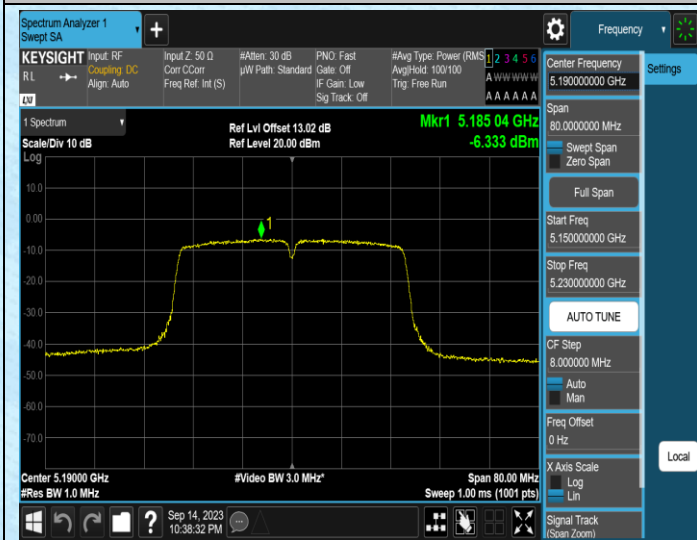 Spectrum Analyzer 1
Swept SA
Frequency
KEYSIGHT
RL
LXI
Input: RF
Coupling: DC
Align: Auto
Input Z: 50 Ω
Corr CCorr
Freq Ref: Int (S)
#Atten: 30 dB
µW Path: Standard
PNO: Fast
Gate: Off
IF Gain: Low
Sig Track: Off
#Avg Type: Power (RMS
Avg|Hold: 100/100
Trig: Free Run
1 2 3 4 5 6
A W W W W W
A A A A A A
1 Spectrum
Scale/Div 10 dB
Ref Lvl Offset 13.02 dB
Ref Level 20.00 dBm
Mkr1 5.185 04 GHz
-6.333 dBm
Log
10.0
0.00
-10.0
-20.0
-30.0
-40.0
-50.0
-60.0
-70.0
1
Center 5.19000 GHz
#Res BW 1.0 MHz
#Video BW 3.0 MHz*
Span 80.00 MHz
Sweep 1.00 ms (1001 pts)
?
Sep 14, 2023
10:38:32 PM
Center Frequency
5.190000000 GHz
Span
80.0000000 MHz
Swept Span
Zero Span
Full Span
Start Freq
5.150000000 GHz
Stop Freq
5.230000000 GHz
AUTO TUNE
CF Step
8.000000 MHz
Auto
Man
Freq Offset
0 Hz
X Axis Scale
Log
Lin
Signal Track
(Span Zoom)
Settings
Local